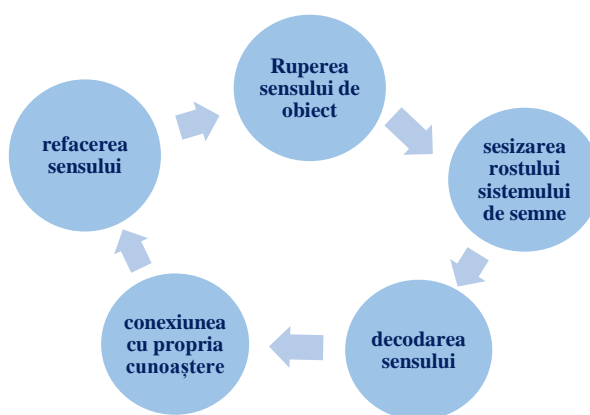 Ruperea
sensului de
obiect
sesizarea
rostului
sistemului
de semne
decodarea
sensului
conexiunea
cu propria
cunoaștere
refacerea
sensului